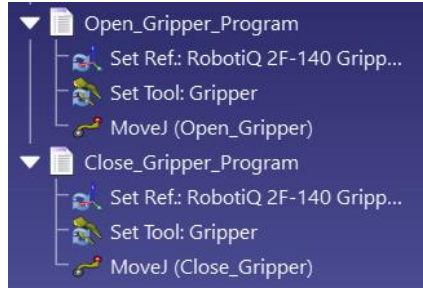 Open_Gripper_Program
Set Ref.: RobotiQ 2F-140 Gripp...
Set Tool: Gripper
MoveJ (Open_Gripper)
Close_Gripper_Program
Set Ref.: RobotiQ 2F-140 Gripp...
Set Tool: Gripper
MoveJ (Close_Gripper)